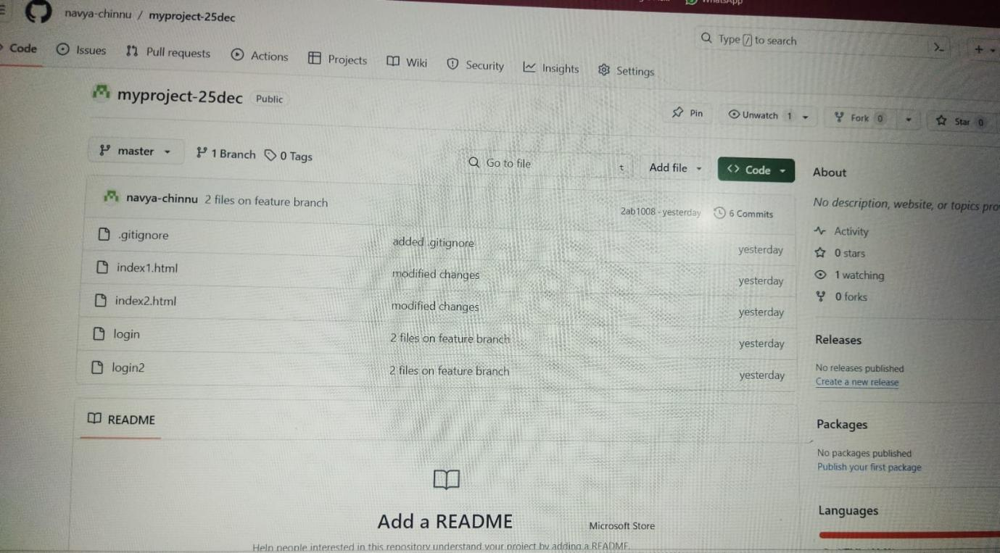 WhatsApp
navya-chinnu / myproject-25dec
Type / to search
Code Issues Pull requests Actions Projects Wiki Security Insights Settings
myproject-25dec Public
Pin Unwatch 1 Fork 0 Star 0
master 1 Branch 0 Tags
Go to file t Add file Code
About
navya-chinnu 2 files on feature branch 2ab1008 · yesterday 6 Commits
No description, website, or topics
.gitignore added .gitignore yesterday
index1.html modified changes yesterday
index2.html modified changes yesterday
login 2 files on feature branch yesterday
login2 2 files on feature branch yesterday
Activity
0 stars
1 watching
0 forks
Releases
No releases published
Create a new release
README
Packages
No packages published
Publish your first package
Add a README
Microsoft Store
Help people interested in this repository understand your project by adding a README.
Languages